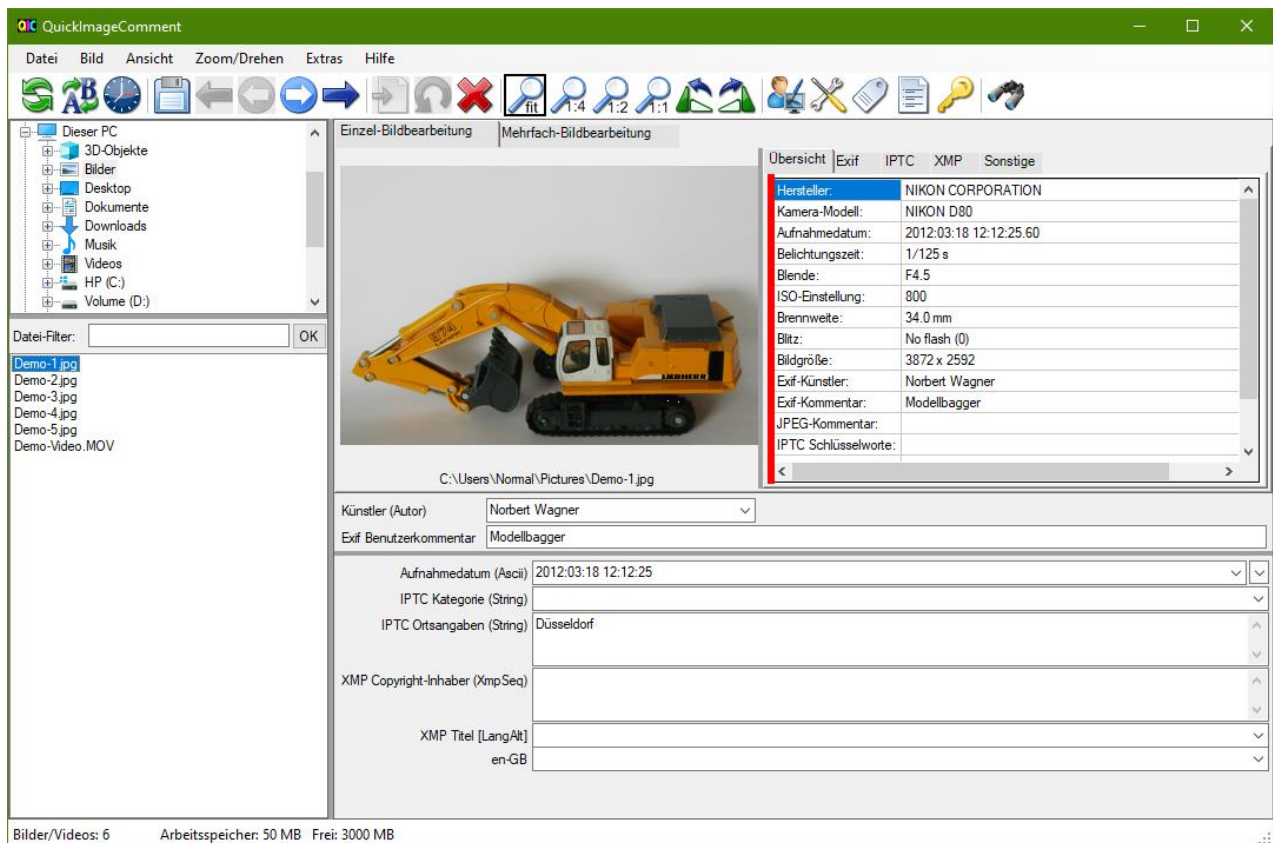 QuickImageComment
Datei Bild Ansicht Zoom/Drehen Extras Hilfe
fit 1:4 1:2 1:1
Dieser PC
3D-Objekte
Bilder
Desktop
Dokumente
Downloads
Musik
Videos
HP (C:)
Volume (D:)
Datei-Filter: OK
Demo-1.jpg
Demo-2.jpg
Demo-3.jpg
Demo-4.jpg
Demo-5.jpg
Demo-Video.MOV
Einzel-Bildbearbeitung Mehrfach-Bildbearbeitung
974
LIEBHERR
C:\Users\Normal\Pictures\Demo-1.jpg
Übersicht Exif IPTC XMP Sonstige
Hersteller: NIKON CORPORATION
Kamera-Modell: NIKON D80
Aufnahmedatum: 2012:03:18 12:12:25.60
Belichtungszeit: 1/125 s
Blende: F4.5
ISO-Einstellung: 800
Brennweite: 34.0 mm
Blitz: No flash (0)
Bildgröße: 3872 x 2592
Exif-Künstler: Norbert Wagner
Exif-Kommentar: Modellbagger
JPEG-Kommentar:
IPTC Schlüsselworte:
Künstler (Autor) Norbert Wagner
Exif Benutzerkommentar Modellbagger
Aufnahmedatum (Ascii) 2012:03:18 12:12:25
IPTC Kategorie (String)
IPTC Ortsangaben (String) Düsseldorf
XMP Copyright-Inhaber (XmpSeq)
XMP Titel [LangAlt]
en-GB
Bilder/Videos: 6 Arbeitsspeicher: 50 MB Frei: 3000 MB